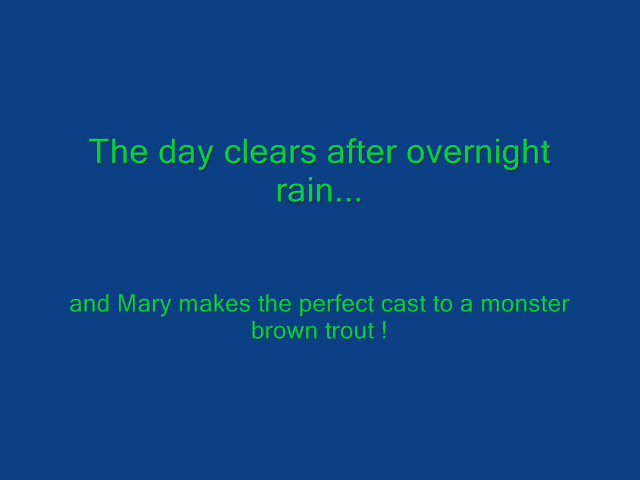 The day clears after overnight
rain...
and Mary makes the perfect cast to a monster
brown trout !